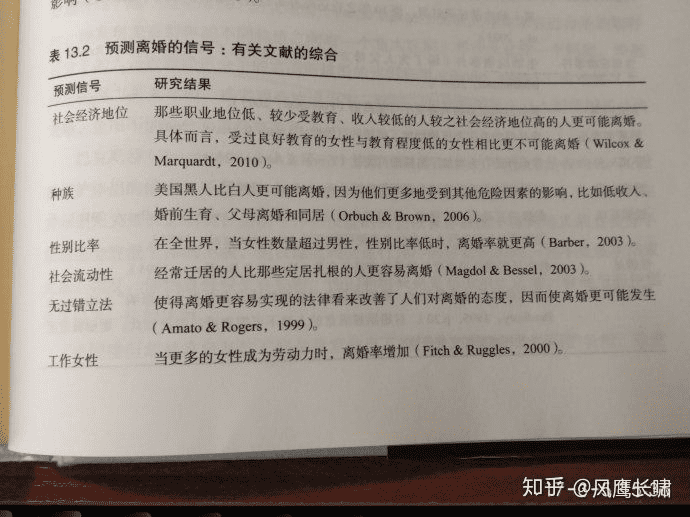 影响（
表 13.2 预测离婚的信号：有关文献的综合
预测信号 研究结果
社会经济地位 那些职业地位低、较少受教育、收入较低的人较之社会经济地位高的人更可能离婚。
具体而言，受过良好教育的女性与教育程度低的女性相比更不可能离婚（Wilcox &
Marquardt，2010）。
种族 美国黑人比白人更可能离婚，因为他们更多地受到其他危险因素的影响，比如低收入、
婚前生育、父母离婚和同居（Orbuch & Brown，2006）。
性别比率 在全世界，当女性数量超过男性，性别比率低时，离婚率就更高（Barber，2003）。
社会流动性 经常迁居的人比那些定居扎根的人更容易离婚（Magdol & Bessel，2003）。
无过错立法 使得离婚更容易实现的法律看来改善了人们对离婚的态度，因而使离婚更可能发生
（Amato & Rogers，1999）。
工作女性 当更多的女性成为劳动力时，离婚率增加（Fitch & Ruggles，2000）。
知乎 @风鹰长啸